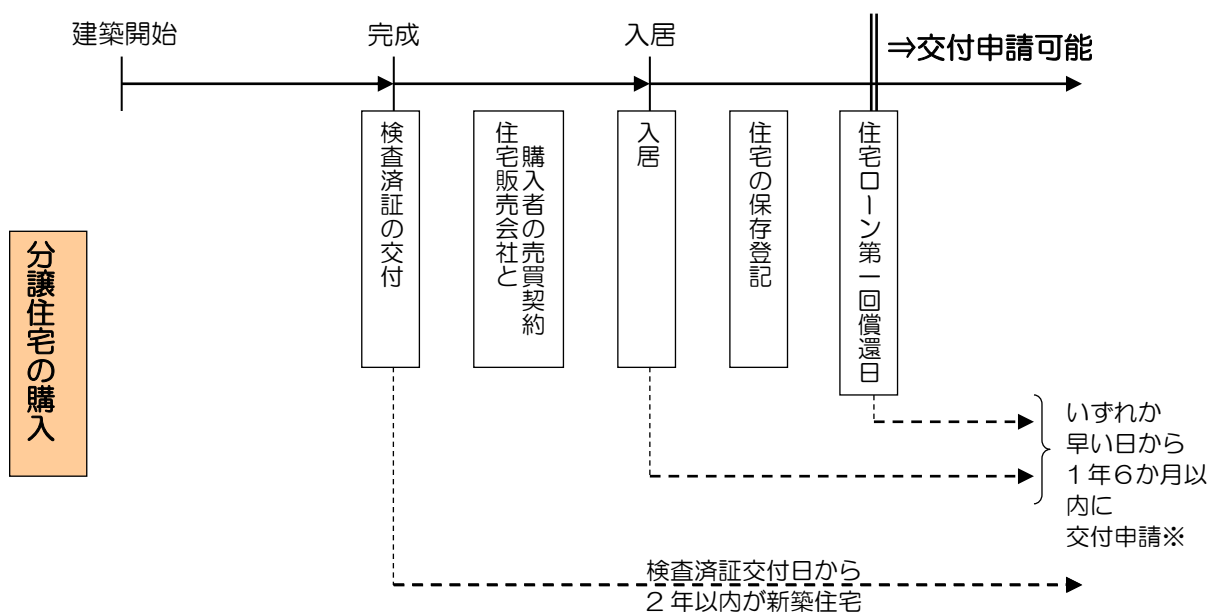 建築開始
完成
入居
⇒交付申請可能
検査済証の交付
住宅販売会社と
購入者の売買契約
入居
住宅の保存登記
住宅ローン第一回償還日
分譲住宅の購入
いずれか
早い日から
１年６か月以
内に
交付申請※
検査済証交付日から
２年以内が新築住宅